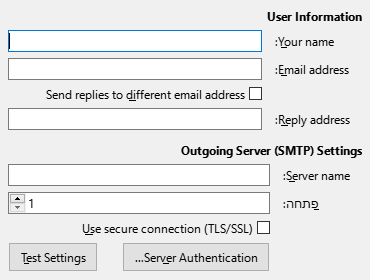 User Information
Your name:
Email address:
Send replies to different email address
Reply address:
Outgoing Server (SMTP) Settings
Server name:
פתחה:
1
Use secure connection (TLS/SSL)
Test Settings
Server Authentication...